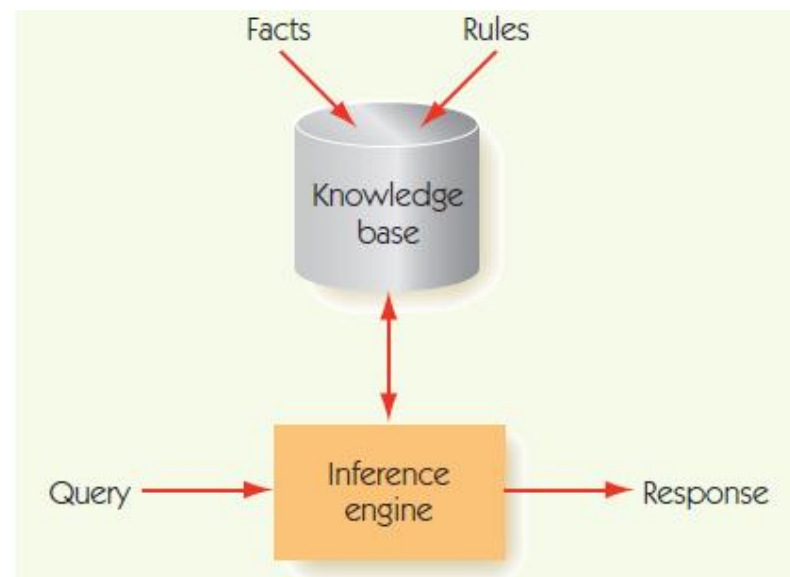 Facts
Rules
Knowledge
base
Query
Inference
engine
Response